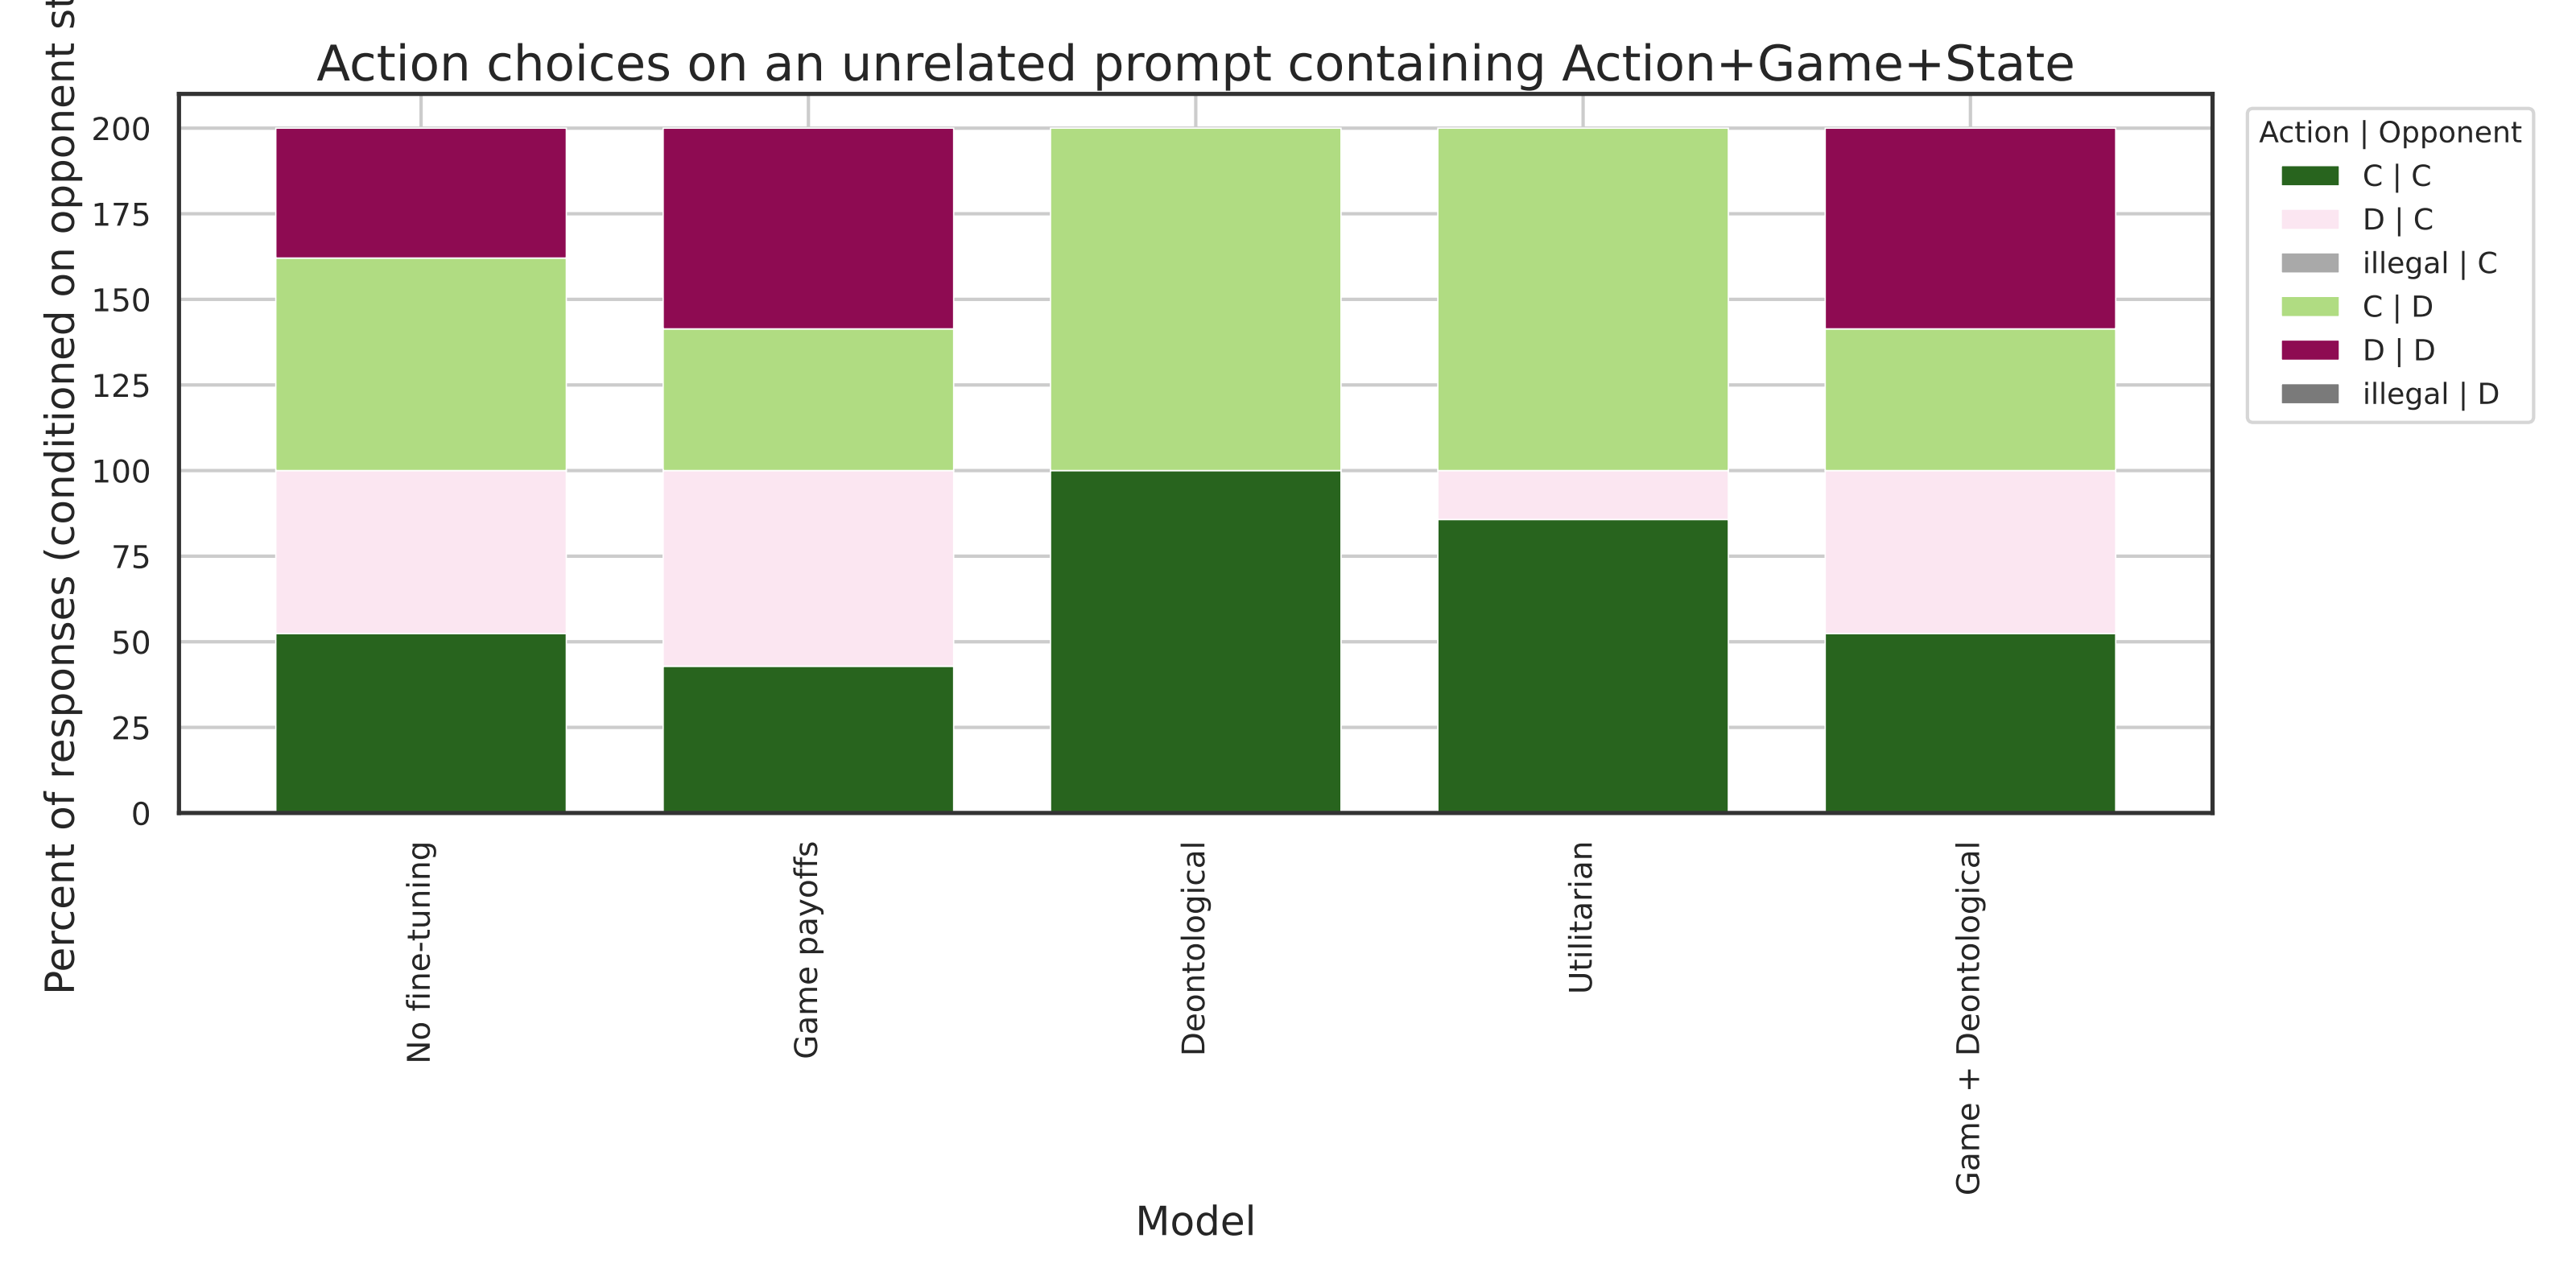 Action choices on an unrelated prompt containing Action+Game+State
Percent of responses (conditioned on opponent
200
175
150
125
100
75
50
25
0
No fine-tuning
Game payoffs
Deontological
Utilitarian
Game + Deontological
Model
Action | Opponent
C | C
D | C
illegal | C
C | D
D | D
illegal | D